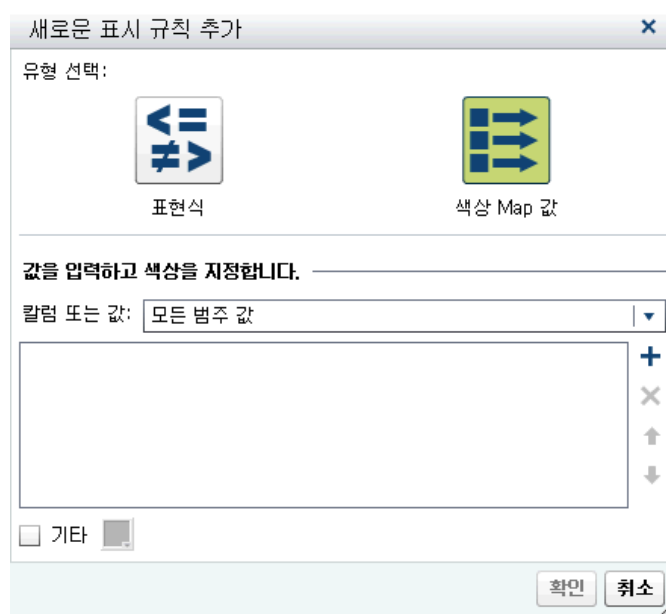 새로운 표시 규칙 추가
유형 선택:
표현식
색상 Map 값
값을 입력하고 색상을 지정합니다.
칼럼 또는 값: 모든 범주 값
기타
확인 취소